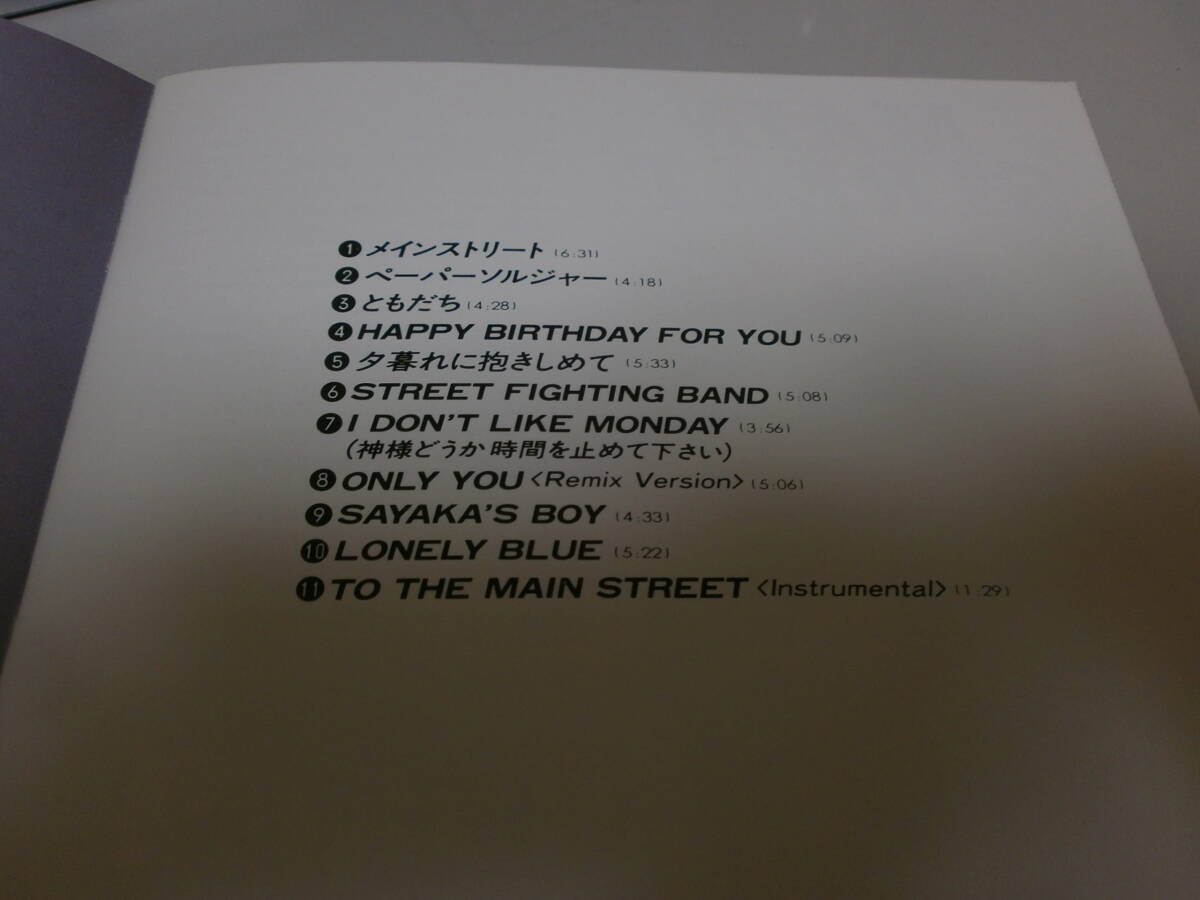 ❶メインストリート (6:31)
❷ペーパーソルジャー (4:18)
❸ともだち (4:28)
❹HAPPY BIRTHDAY FOR YOU (5:09)
❺夕暮れに抱きしめて (5:33)
❻STREET FIGHTING BAND (5:08)
❼I DON'T LIKE MONDAY (3:56)
(神様どうか時間を止めて下さい)
❽ONLY YOU <Remix Version> (5:06)
❾SAYAKA'S BOY (4:33)
❿LONELY BLUE (5:22)
⓫TO THE MAIN STREET <Instrumental> (1:29)